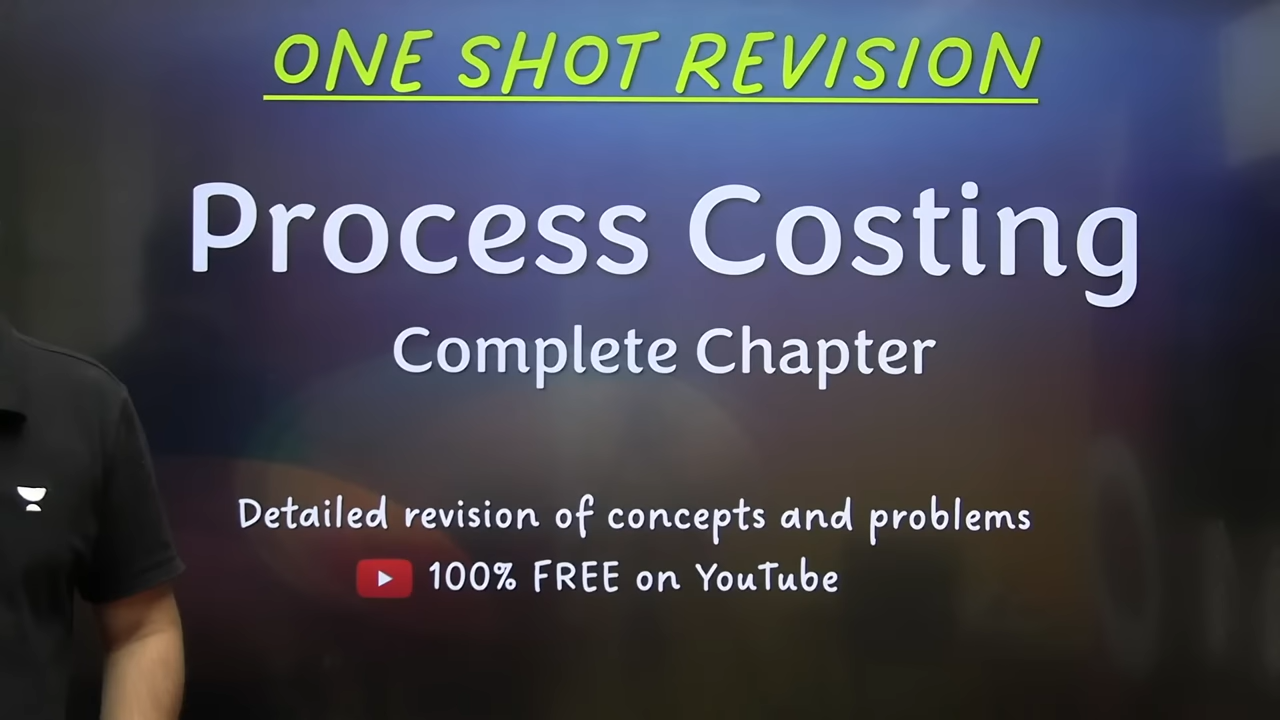 ONE SHOT REVISION
Process Costing
Complete Chapter
Detailed revision of concepts and problems
100% FREE on YouTube